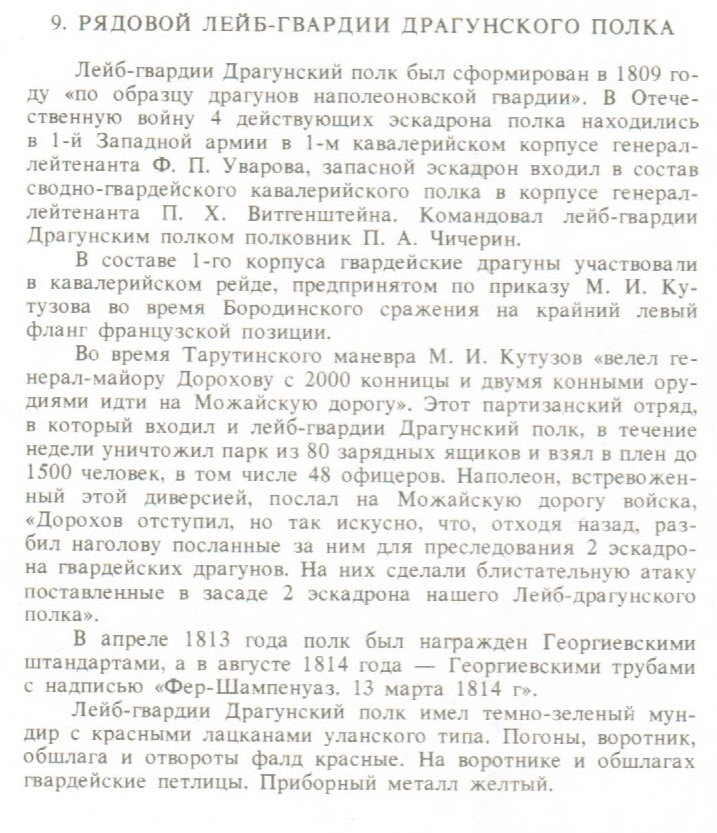 9. РЯДОВОЙ ЛЕЙБ-ГВАРДИИ ДРАГУНСКОГО ПОЛКА
Лейб-гвардии Драгунский полк был сформирован в 1809 го-
ду «по образцу драгунов наполеоновской гвардии». В Отече-
ственную войну 4 действующих эскадрона полка находились
в 1-й Западной армии в 1-м кавалерийском корпусе генерал-
лейтенанта Ф. П. Уварова, запасной эскадрон входил в состав
сводно-гвардейского кавалерийского полка в корпусе генерал-
лейтенанта П. Х. Витгенштейна. Командовал лейб-гвардии
Драгунским полком полковник П. А. Чичерин.
В составе 1-го корпуса гвардейские драгуны участвовали
в кавалерийском рейде, предпринятом по приказу М. И. Ку-
тузова во время Бородинского сражения на крайний левый
фланг французской позиции.
Во время Тарутинского маневра М. И. Кутузов «велел ге-
нерал-майору Дорохову с 2000 конницы и двумя конными ору-
диями идти на Можайскую дорогу». Этот партизанский отряд,
в который входил и лейб-гвардии Драгунский полк, в течение
недели уничтожил парк из 80 зарядных ящиков и взял в плен до
1500 человек, в том числе 48 офицеров. Наполеон, встревожен-
ный этой диверсией, послал на Можайскую дорогу войска,
«Дорохов отступил, но так искусно, что, отходя назад, раз-
бил наголову посланные за ним для преследования 2 эскадро-
на гвардейских драгунов. На них сделали блистательную атаку
поставленные в засаде 2 эскадрона нашего Лейб-драгунского
полка».
В апреле 1813 года полк был награжден Георгиевскими
штандартами, а в августе 1814 года — Георгиевскими трубами
с надписью «Фер-Шампенуаз. 13 марта 1814 г».
Лейб-гвардии Драгунский полк имел темно-зеленый мун-
дир с красными лацканами уланского типа. Погоны, воротник,
обшлага и отвороты фалд красные. На воротнике и обшлагах
гвардейские петлицы. Приборный металл желтый.